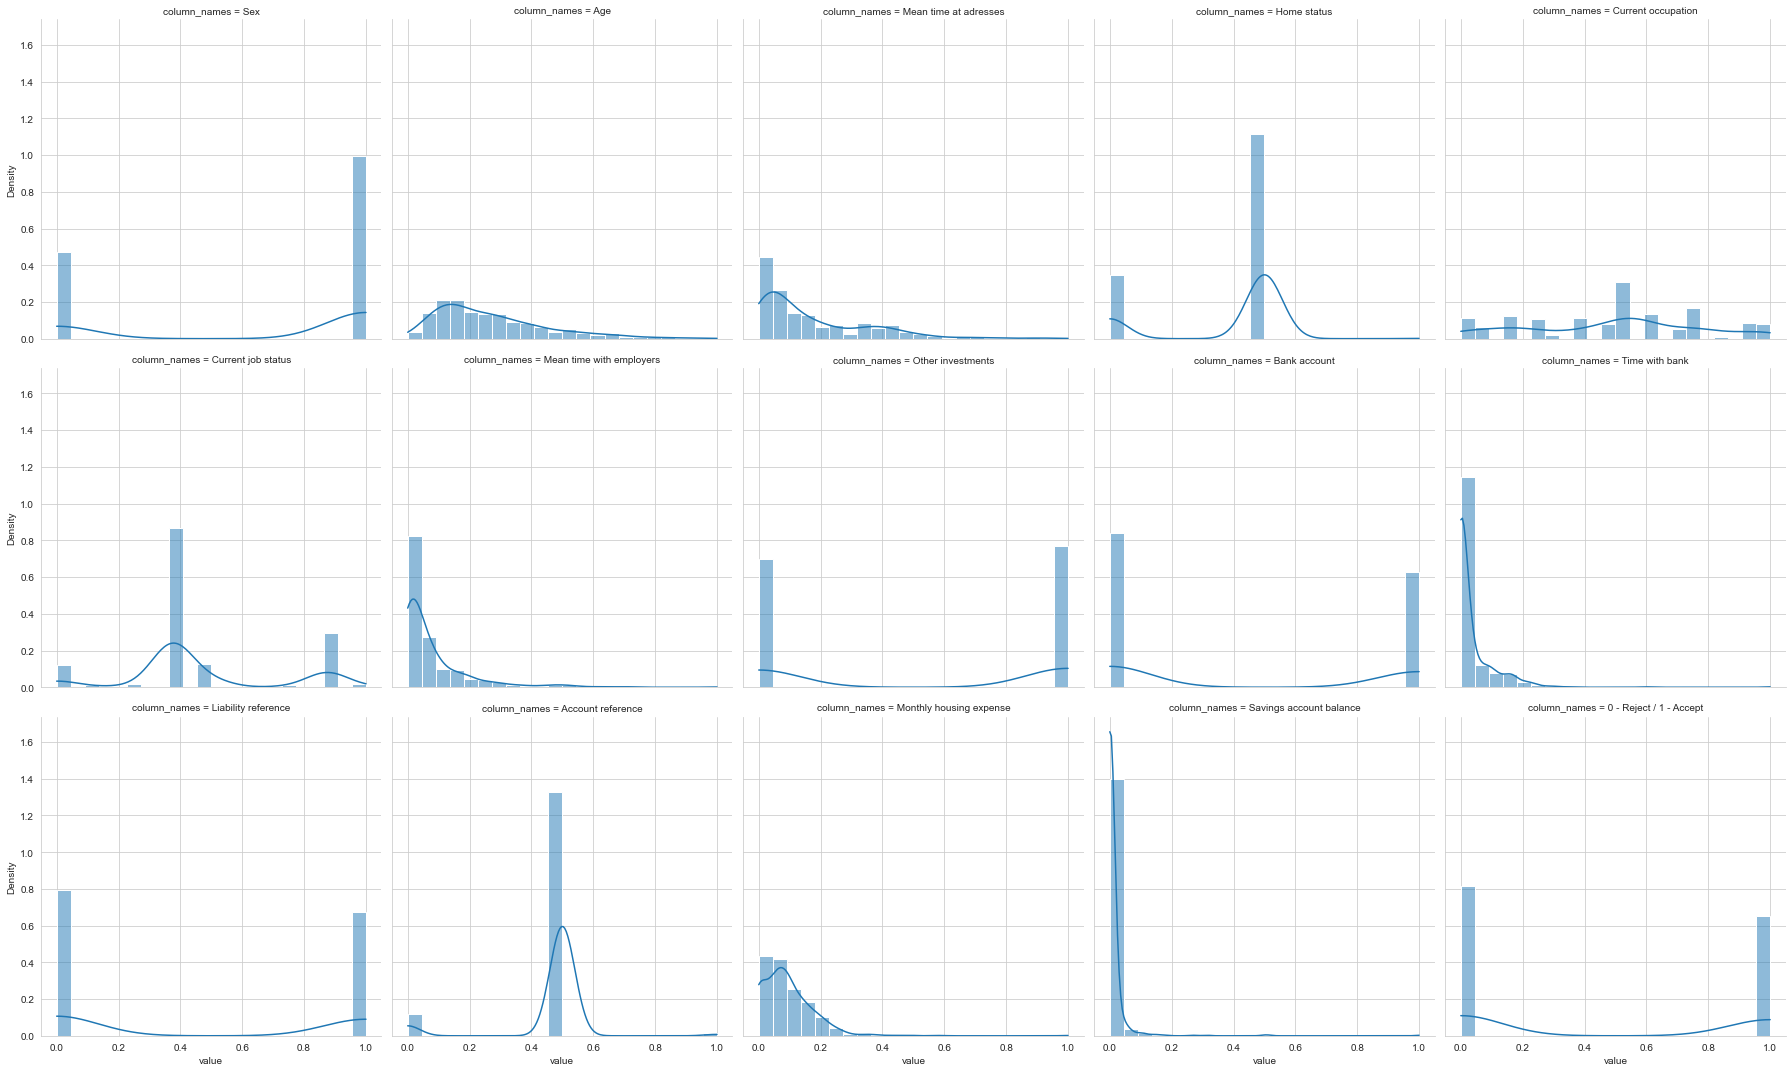 column_names = Sex
column_names = Age
column_names = Mean time at adresses
column_names = Home status
column_names = Current occupation
1.6
1.4
1.2
1.0
0.8
0.6
0.4
0.2
0.0
Density
column_names = Current job status
column_names = Mean time with employers
column_names = Other investments
column_names = Bank account
column_names = Time with bank
1.6
1.4
1.2
1.0
0.8
0.6
0.4
0.2
0.0
Density
column_names = Liability reference
column_names = Account reference
column_names = Monthly housing expense
column_names = Savings account balance
column_names = 0 - Reject / 1 - Accept
1.6
1.4
1.2
1.0
0.8
0.6
0.4
0.2
0.0
Density
0.0 0.2 0.4 0.6 0.8 1.0
value
0.0 0.2 0.4 0.6 0.8 1.0
value
0.0 0.2 0.4 0.6 0.8 1.0
value
0.0 0.2 0.4 0.6 0.8 1.0
value
0.0 0.2 0.4 0.6 0.8 1.0
value